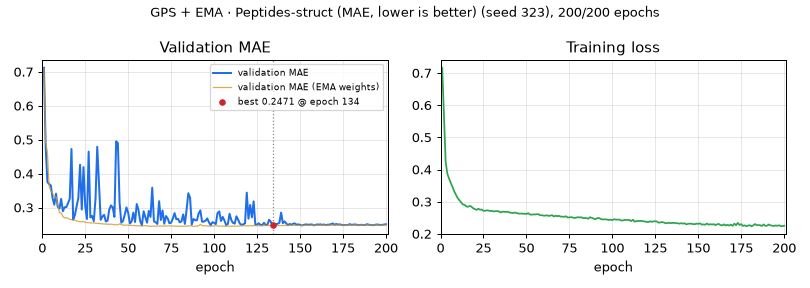 GPS + EMA · Peptides-struct (MAE, lower is better) (seed 323), 200/200 epochs
Validation MAE
0.7
0.6
0.5
0.4
0.3
0 25 50 75 100 125 150 175 200
epoch
validation MAE
validation MAE (EMA weights)
best 0.2471 @ epoch 134
Training loss
0.7
0.6
0.5
0.4
0.3
0.2
0 25 50 75 100 125 150 175 200
epoch